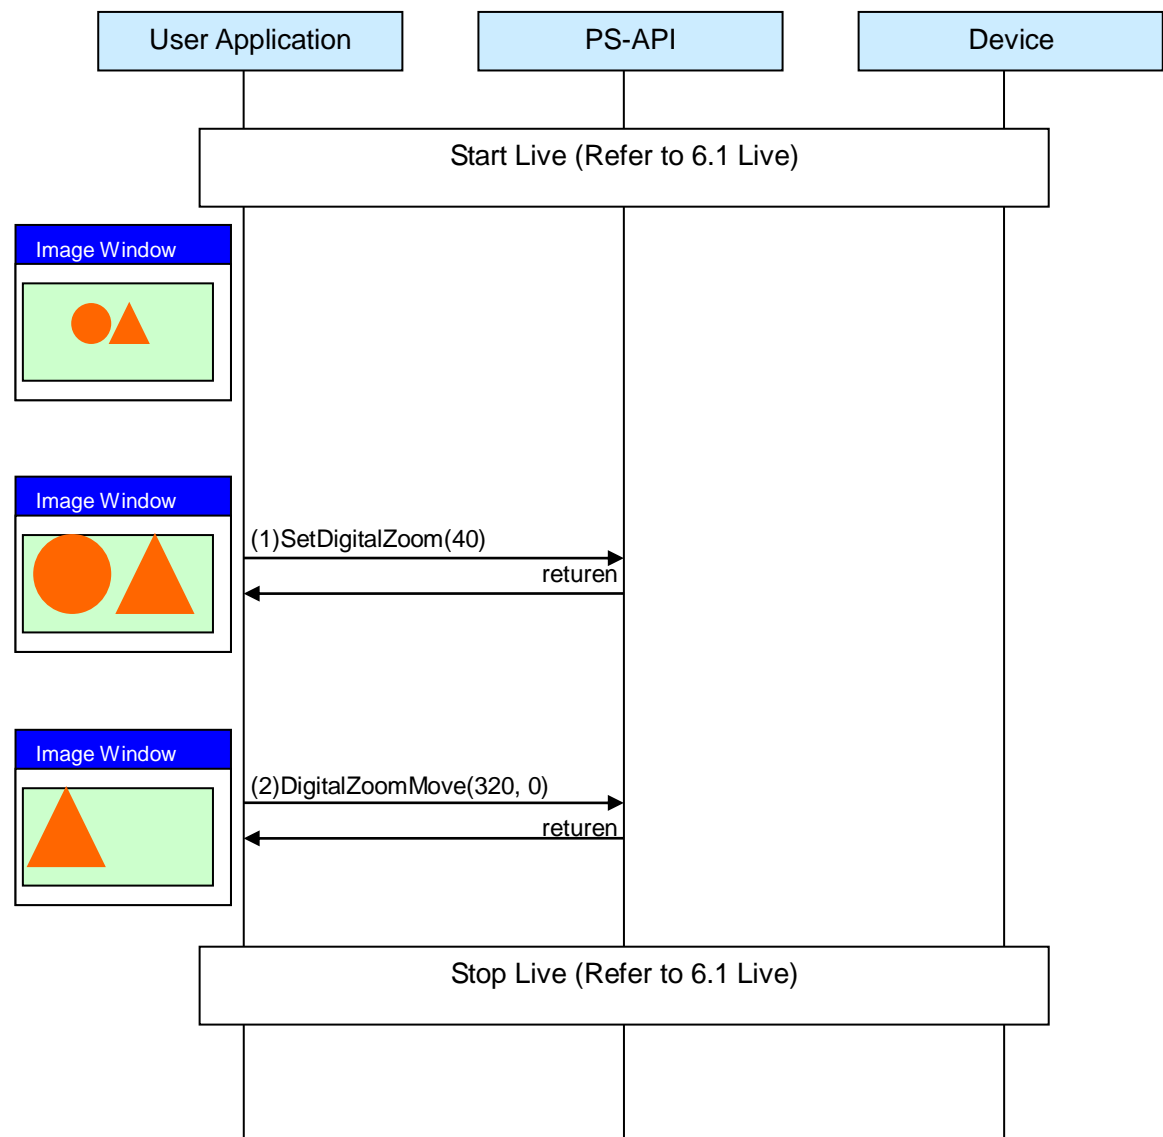 User Application
PS-API
Device
Start Live (Refer to 6.1 Live)
Image Window
Image Window
(1)SetDigitalZoom(40)
returen
Image Window
(2)DigitalZoomMove(320, 0)
returen
Stop Live (Refer to 6.1 Live)